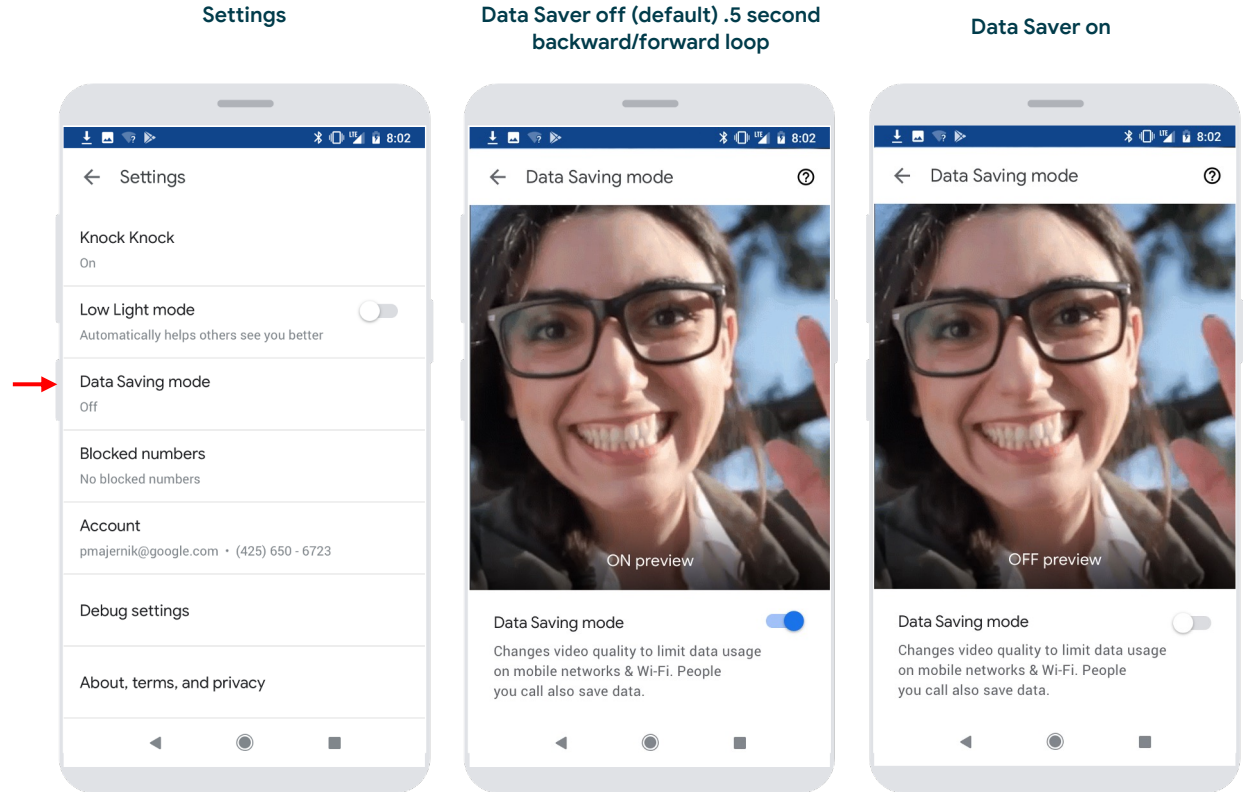 Settings
Data Saver off (default) .5 second
backward/forward loop
Data Saver on
LTE 8:02
Settings
Knock Knock
On
Low Light mode
Automatically helps others see you better
Data Saving mode
Off
Blocked numbers
No blocked numbers
Account
pmajernik@google.com • (425) 650 - 6723
Debug settings
About, terms, and privacy
LTE 8:02
Data Saving mode
ON preview
Data Saving mode
Changes video quality to limit data usage
on mobile networks & Wi-Fi. People
you call also save data.
LTE 8:02
Data Saving mode
OFF preview
Data Saving mode
Changes video quality to limit data usage
on mobile networks & Wi-Fi. People
you call also save data.